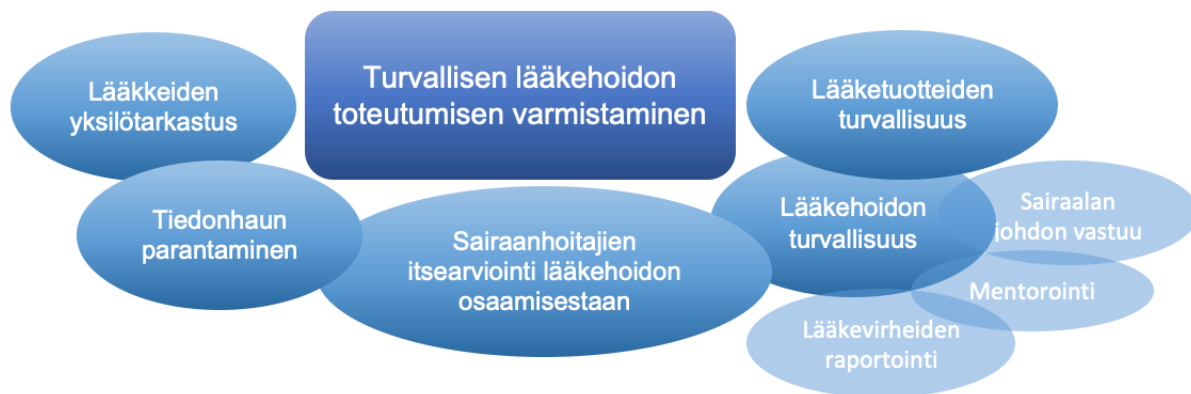 Lääkkeiden
yksilötarkastus
Turvallisen lääkehoidon
toteutumisen varmistaminen
Lääketuotteiden
turvallisuus
Tiedonhaun
parantaminen
Sairaanhoitajien
itsearviointi lääkehoidon
osaamisestaan
Lääkehoidon
turvallisuus
Sairaalan
johdon vastuu
Mentorointi
Lääkevirheiden
raportointi